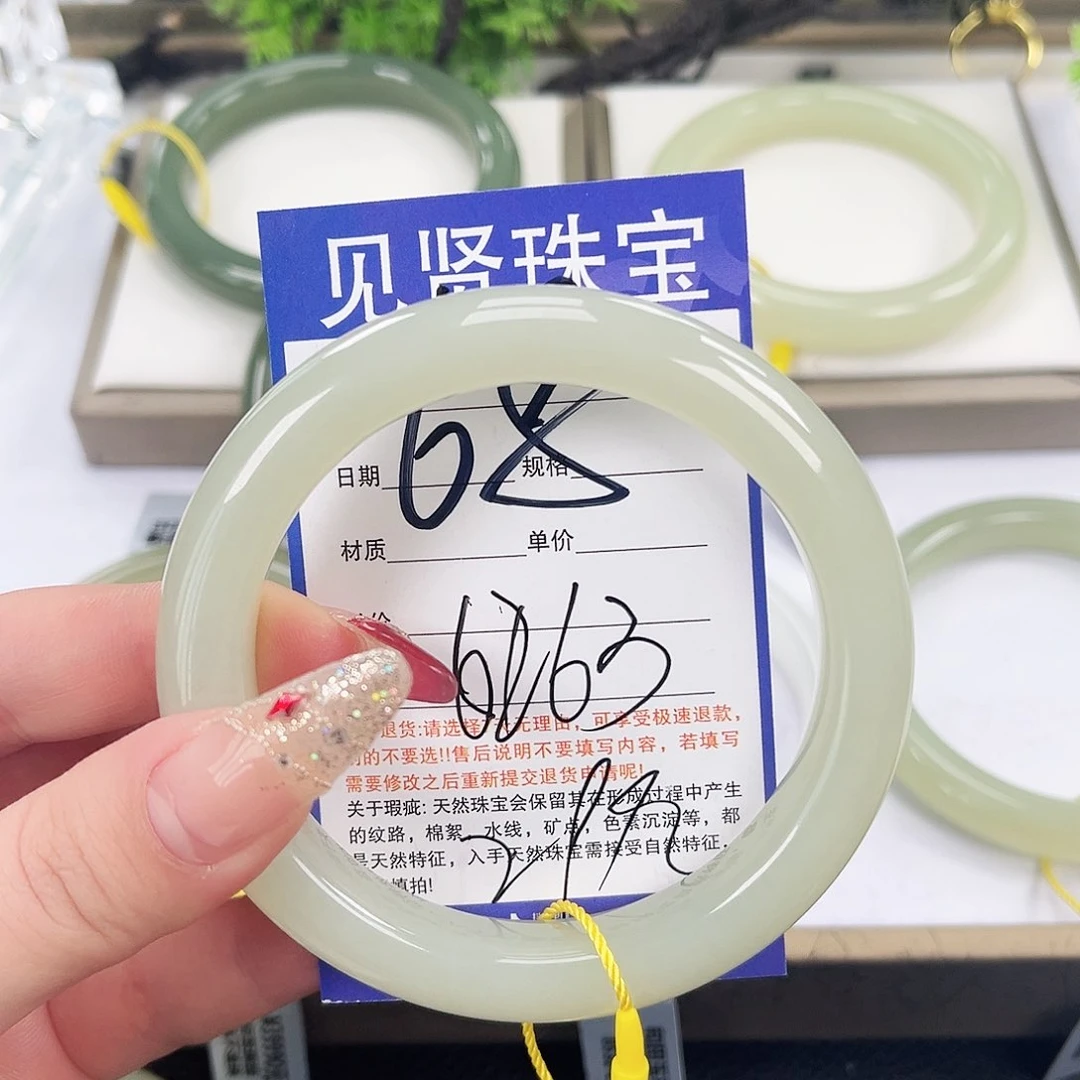 见贤珠宝
68
日期 规格
材质 单价
价
退货:请选择7天无理由,可享受极速退款,
的不要选!!售后说明不要填写内容,若填写
需要修改之后重新提交退货申请呢!
关于瑕疵:天然珠宝会保留其在形成过程中产生
的纹路,棉絮,水线,矿点,色素沉淀等,都
是天然特征,入手天然珠宝需接受自然特征,
慎拍!